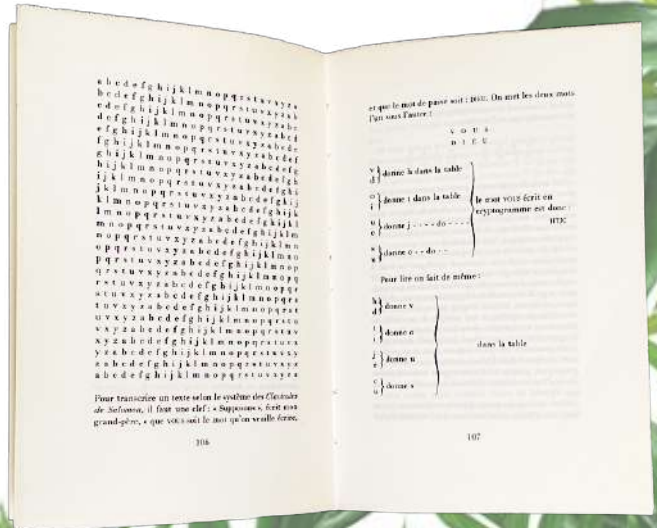 a b c d e f g h i j k l m n o p q r s t u v x y z a
b c d e f g h i j k l m n o p q r s t u v x y z a b
c d e f g h i j k l m n o p q r s t u v x y z a b c
d e f g h i j k l m n o p q r s t u v x y z a b c d
e f g h i j k l m n o p q r s t u v x y z a b c d e
f g h i j k l m n o p q r s t u v x y z a b c d e f
g h i j k l m n o p q r s t u v x y z a b c d e f g
h i j k l m n o p q r s t u v x y z a b c d e f g h
i j k l m n o p q r s t u v x y z a b c d e f g h i
j k l m n o p q r s t u v x y z a b c d e f g h i j
k l m n o p q r s t u v x y z a b c d e f g h i j k
l m n o p q r s t u v x y z a b c d e f g h i j k l
m n o p q r s t u v x y z a b c d e f g h i j k l m
n o p q r s t u v x y z a b c d e f g h i j k l m n
o p q r s t u v x y z a b c d e f g h i j k l m n o
p q r s t u v x y z a b c d e f g h i j k l m n o p
q r s t u v x y z a b c d e f g h i j k l m n o p q
r s t u v x y z a b c d e f g h i j k l m n o p q r
s t u v x y z a b c d e f g h i j k l m n o p q r s
t u v x y z a b c d e f g h i j k l m n o p q r s t
u v x y z a b c d e f g h i j k l m n o p q r s t u
v x y z a b c d e f g h i j k l m n o p q r s t u v
x y z a b c d e f g h i j k l m n o p q r s t u v x
y z a b c d e f g h i j k l m n o p q r s t u v x y
z a b c d e f g h i j k l m n o p q r s t u v x y z
a b c d e f g h i j k l m n o p q r s t u v x y z a
Pour transcrire un texte selon le système des Clavicules
de Salomon, il faut une clef : « Supposons », écrit mon
grand-père, « que vous soit le mot qu'on veuille écrire,
106
et que le mot de passe soit : DIEU. On met les deux mots
l'un sous l'autre :
V O U S
D I E U
v
d } donne h dans la table
o
i } donne t dans la table
le mot VOUS écrit en
cryptogramme est donc :
HTJC
u
e } donne j - - - - do - - - -
s
u } donne c - - do - -
Pour lire on fait de même :
h
d } donne v
t
i } donne o
dans la table
j
e } donne u
c
u } donne s
107